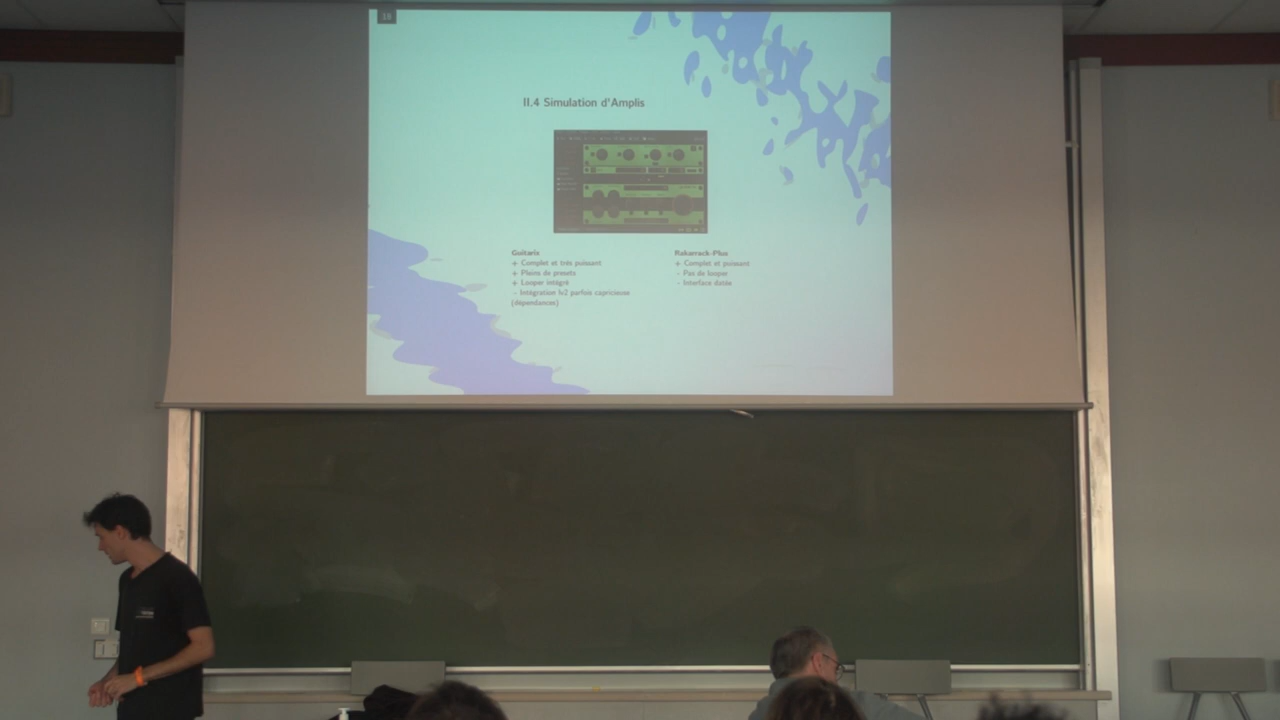 18
II.4 Simulation d'Amplis
Guitarix
+ Complet et très puissant
+ Pleins de presets
+ Looper intégré
- Intégration lv2 parfois capricieuse
(dépendances)
Rakarrack-Plus
+ Complet et puissant
- Pas de looper
- Interface datée